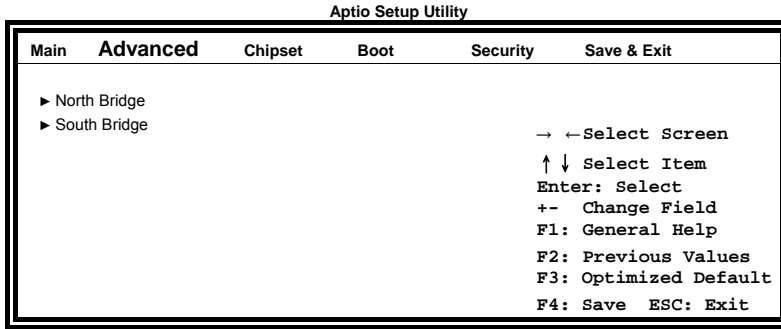 Aptio Setup Utility
Main Advanced Chipset Boot Security Save & Exit
► North Bridge
► South Bridge
→ ←Select Screen
↑↓ Select Item
Enter: Select
+- Change Field
F1: General Help
F2: Previous Values
F3: Optimized Default
F4: Save ESC: Exit